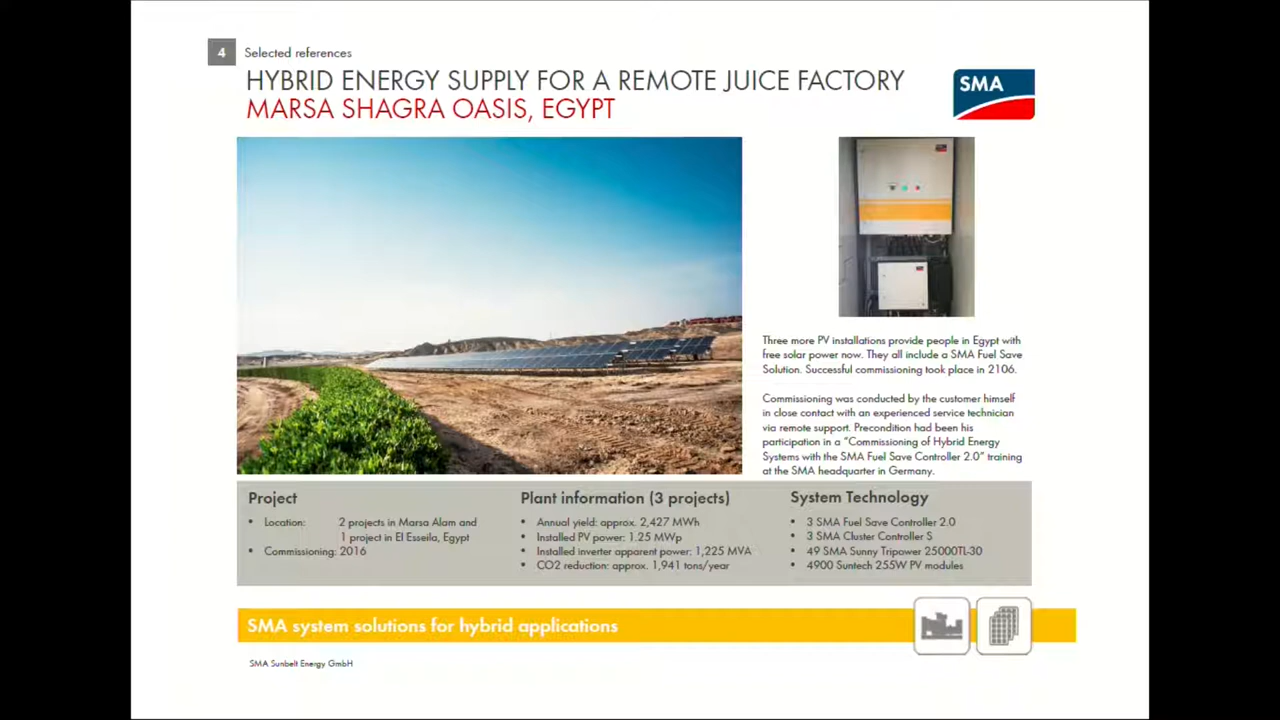 4 Selected references
HYBRID ENERGY SUPPLY FOR A REMOTE JUICE FACTORY
MARSA SHAGRA OASIS, EGYPT
SMA
Three more PV installations provide people in Egypt with
free solar power now. They all include a SMA Fuel Save
Solution. Successful commissioning took place in 2106.
Commissioning was conducted by the customer himself
in close contact with an experienced service technician
via remote support. Precondition had been his
participation in a "Commissioning of Hybrid Energy
Systems with the SMA Fuel Save Controller 2.0" training
at the SMA headquarter in Germany.
Project
• Location: 2 projects in Marsa Alam and
1 project in El Esseila, Egypt
• Commissioning: 2016
Plant information (3 projects)
• Annual yield: approx. 2,427 MWh
• Installed PV power: 1.25 MWp
• Installed inverter apparent power: 1,225 MVA
• CO2 reduction: approx. 1,941 tons/year
System Technology
• 3 SMA Fuel Save Controller 2.0
• 3 SMA Cluster Controller S
• 49 SMA Sunny Tripower 25000TL-30
• 4900 Suntech 255W PV modules
SMA system solutions for hybrid applications
SMA Sunbelt Energy GmbH